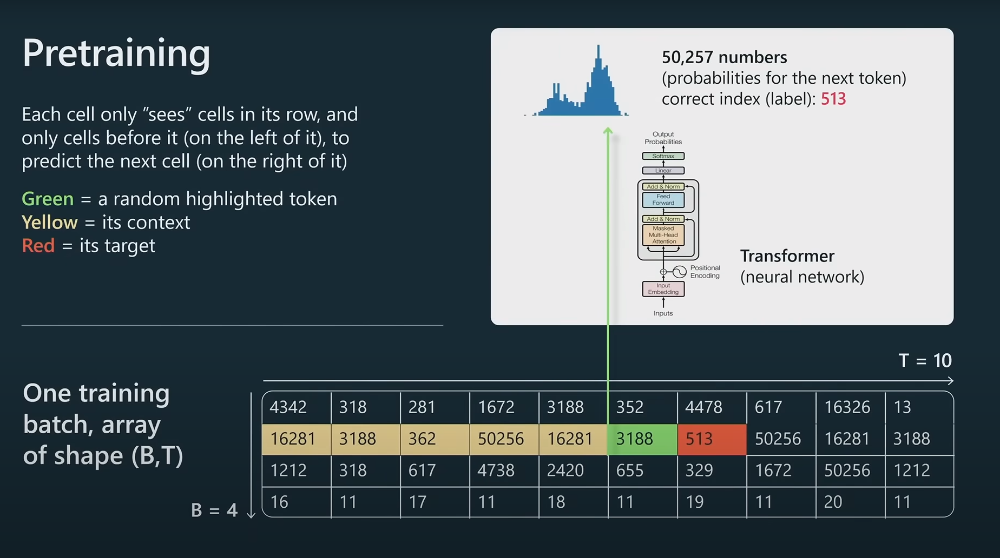 Pretraining
Each cell only ”sees” cells in its row, and
only cells before it (on the left of it), to
predict the next cell (on the right of it)
Green = a random highlighted token
Yellow = its context
Red = its target
50,257 numbers
(probabilities for the next token)
correct index (label): 513
Output
Probabilities
Softmax
Linear
Add & Norm
Feed
Forward
Add & Norm
Masked
Multi-Head
Attention
Positional
Encoding
Input
Embedding
Inputs
Transformer
(neural network)
One training
batch, array
of shape (B,T)
T = 10
B = 4
4342 318 281 1672 3188 352 4478 617 16326 13
16281 3188 362 50256 16281 3188 513 50256 16281 3188
1212 318 617 4738 2420 655 329 1672 50256 1212
16 11 17 11 18 11 19 11 20 11